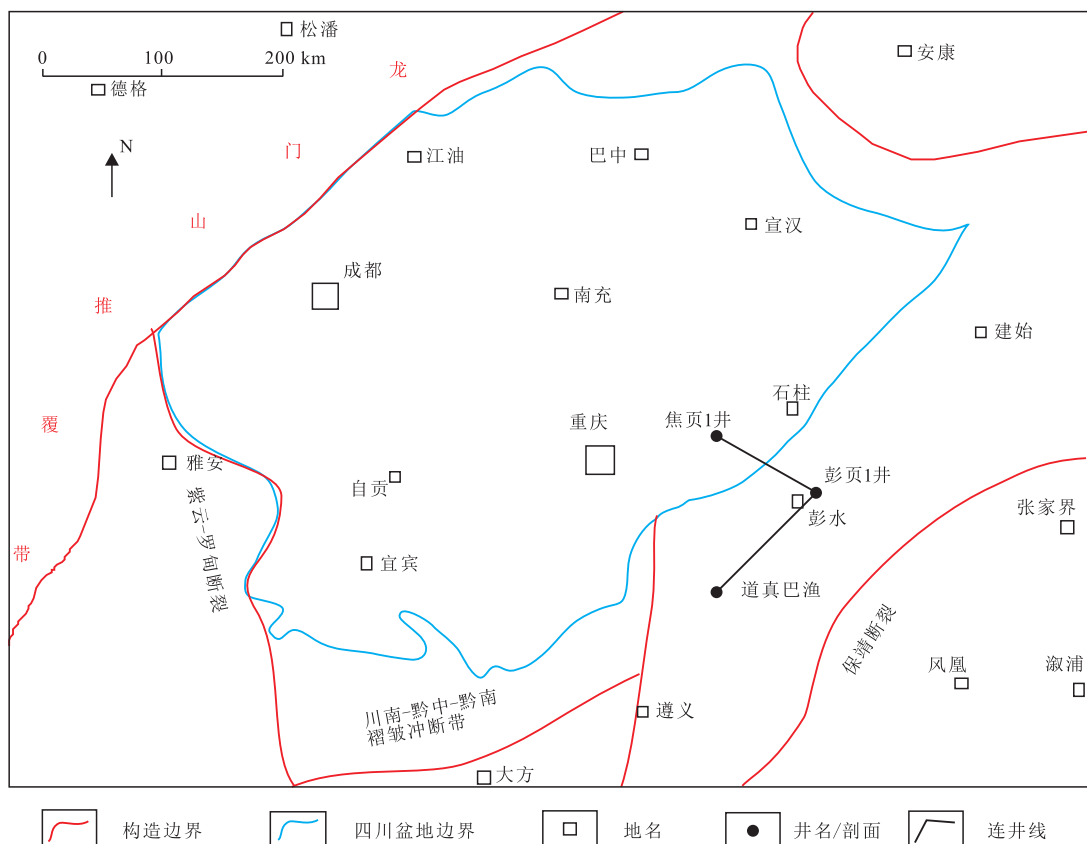 松潘
0 100 200 km
德格
N
龙
门
山
推
覆
带
安康
江油
巴中
宣汉
成都
南充
建始
石柱
焦页1井
重庆
彭页1井
彭水
雅安
自贡
张家界
紫云-罗甸断裂
宜宾
道真巴渔
保靖断裂
凤凰
溆浦
川南-黔中-黔南
褶皱冲断带
遵义
大方
构造边界
四川盆地边界
地名
井名/剖面
连井线